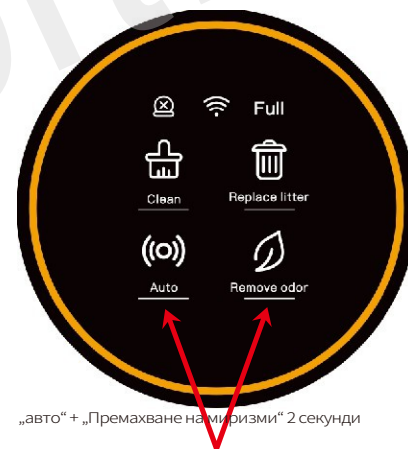 Full
Clean Replace litter
Auto Remove odor
„авто“ + „Премахване на миризми“ 2 секунди